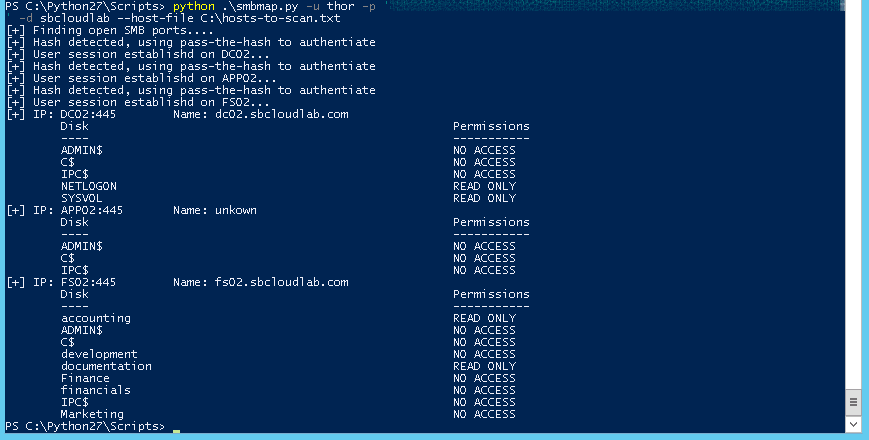 PS C:\Python27\Scripts> python .\smbmap.py -u thor -p '
' -d sbcloudlab --host-file C:\hosts-to-scan.txt
[+] Finding open SMB ports....
[+] Hash detected, using pass-the-hash to authentiate
[+] User session establishd on DC02...
[+] Hash detected, using pass-the-hash to authentiate
[+] User session establishd on APP02...
[+] Hash detected, using pass-the-hash to authentiate
[+] User session establishd on FS02...
[+] IP: DC02:445 Name: dc02.sbcloudlab.com
Disk Permissions
---- -----------
ADMIN$ NO ACCESS
C$ NO ACCESS
IPC$ NO ACCESS
NETLOGON READ ONLY
SYSVOL READ ONLY
[+] IP: APP02:445 Name: unkown
Disk Permissions
---- -----------
ADMIN$ NO ACCESS
C$ NO ACCESS
IPC$ NO ACCESS
[+] IP: FS02:445 Name: fs02.sbcloudlab.com
Disk Permissions
---- -----------
accounting READ ONLY
ADMIN$ NO ACCESS
C$ NO ACCESS
development NO ACCESS
documentation READ ONLY
Finance NO ACCESS
financials NO ACCESS
IPC$ NO ACCESS
Marketing NO ACCESS
PS C:\Python27\Scripts>